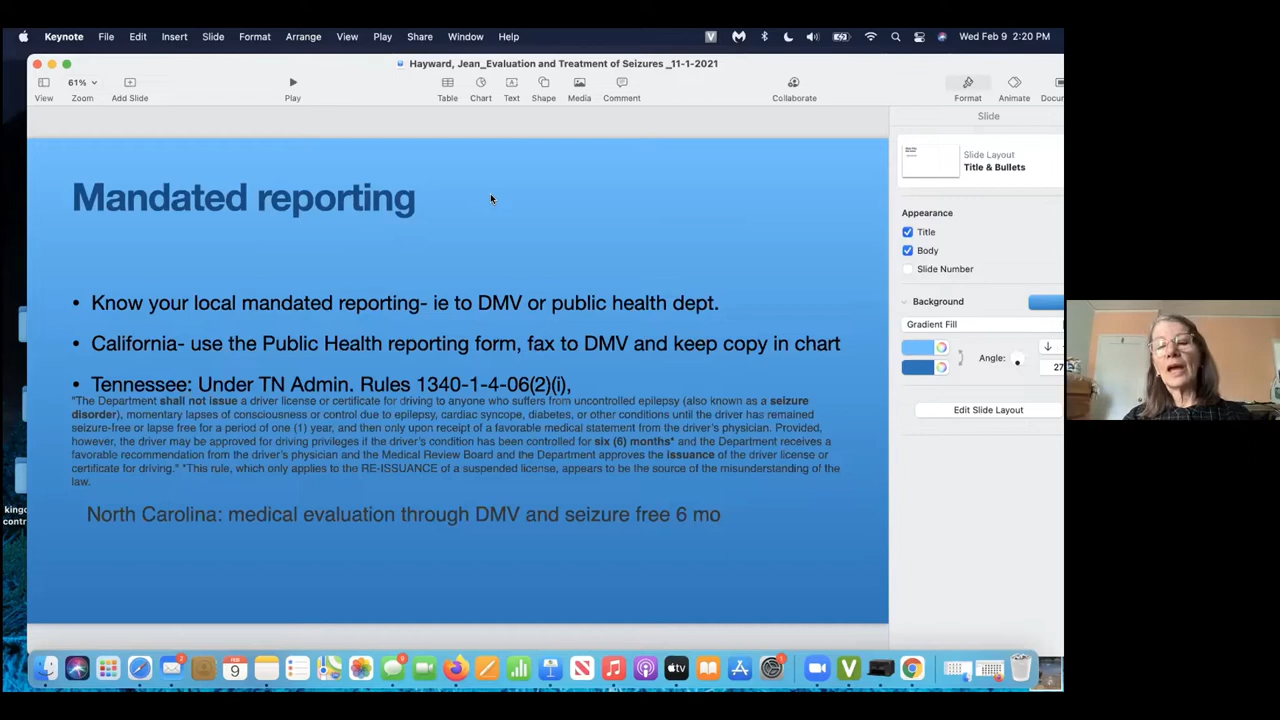 Keynote File Edit Insert Slide Format Arrange View Play Share Window Help Wed Feb 9 2:20 PM
Hayward, Jean_Evaluation and Treatment of Seizures _11-1-2021
61%
View Zoom Add Slide Play Table Chart Text Shape Media Comment Collaborate Format Animate Docum
Slide
Slide Layout
Title & Bullets
Mandated reporting
Appearance
Title
Body
Slide Number
• Know your local mandated reporting- ie to DMV or public health dept.
Background
Gradient Fill
• California- use the Public Health reporting form, fax to DMV and keep copy in chart
Angle:
27
• Tennessee: Under TN Admin. Rules 1340-1-4-06(2)(i),
"The Department shall not issue a driver license or certificate for driving to anyone who suffers from uncontrolled epilepsy (also known as a seizure
disorder), momentary lapses of consciousness or control due to epilepsy, cardiac syncope, diabetes, or other conditions until the driver has remained
seizure-free or lapse free for a period of one (1) year, and then only upon receipt of a favorable medical statement from the driver's physician. Provided,
however, the driver may be approved for driving privileges if the driver's condition has been controlled for six (6) months* and the Department receives a
favorable recommendation from the driver's physician and the Medical Review Board and the Department approves the issuance of the driver license or
certificate for driving." *This rule, which only applies to the RE-ISSUANCE of a suspended license, appears to be the source of the misunderstanding of the
law.
Edit Slide Layout
North Carolina: medical evaluation through DMV and seizure free 6 mo
kingc
contr
FEB
9
tv